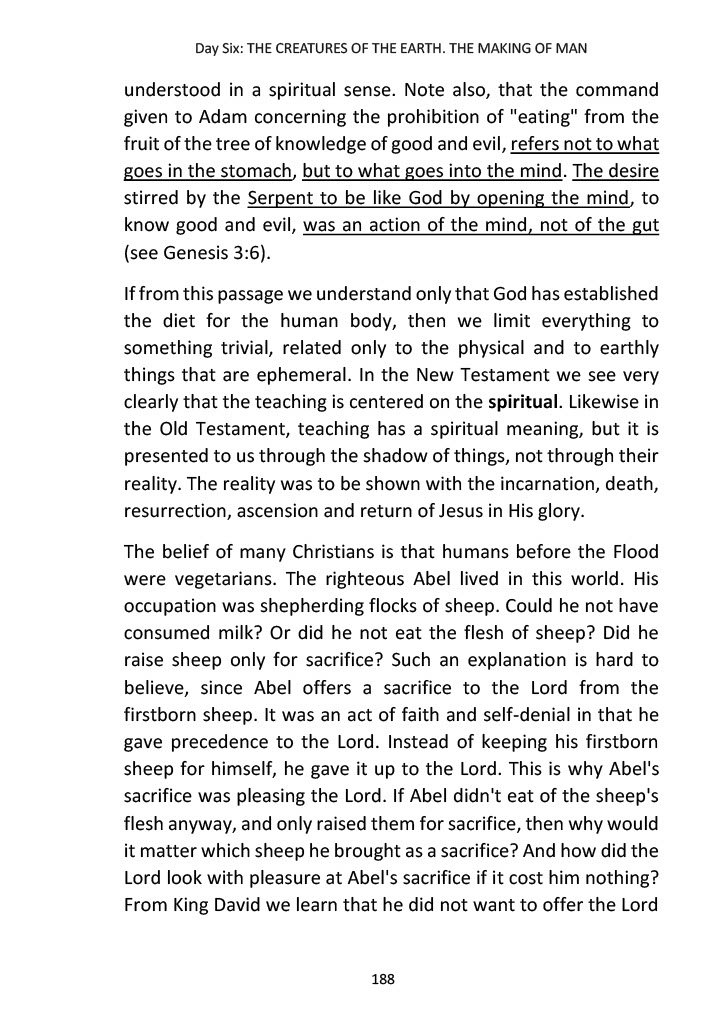 Day Six: THE CREATURES OF THE EARTH. THE MAKING OF MAN
understood in a spiritual sense. Note also, that the command
given to Adam concerning the prohibition of "eating" from the
fruit of the tree of knowledge of good and evil, refers not to what
goes in the stomach, but to what goes into the mind. The desire
stirred by the Serpent to be like God by opening the mind, to
know good and evil, was an action of the mind, not of the gut
(see Genesis 3:6).
If from this passage we understand only that God has established
the diet for the human body, then we limit everything to
something trivial, related only to the physical and to earthly
things that are ephemeral. In the New Testament we see very
clearly that the teaching is centered on the spiritual. Likewise in
the Old Testament, teaching has a spiritual meaning, but it is
presented to us through the shadow of things, not through their
reality. The reality was to be shown with the incarnation, death,
resurrection, ascension and return of Jesus in His glory.
The belief of many Christians is that humans before the Flood
were vegetarians. The righteous Abel lived in this world. His
occupation was shepherding flocks of sheep. Could he not have
consumed milk? Or did he not eat the flesh of sheep? Did he
raise sheep only for sacrifice? Such an explanation is hard to
believe, since Abel offers a sacrifice to the Lord from the
firstborn sheep. It was an act of faith and self-denial in that he
gave precedence to the Lord. Instead of keeping his firstborn
sheep for himself, he gave it up to the Lord. This is why Abel's
sacrifice was pleasing the Lord. If Abel didn't eat of the sheep's
flesh anyway, and only raised them for sacrifice, then why would
it matter which sheep he brought as a sacrifice? And how did the
Lord look with pleasure at Abel's sacrifice if it cost him nothing?
From King David we learn that he did not want to offer the Lord
188